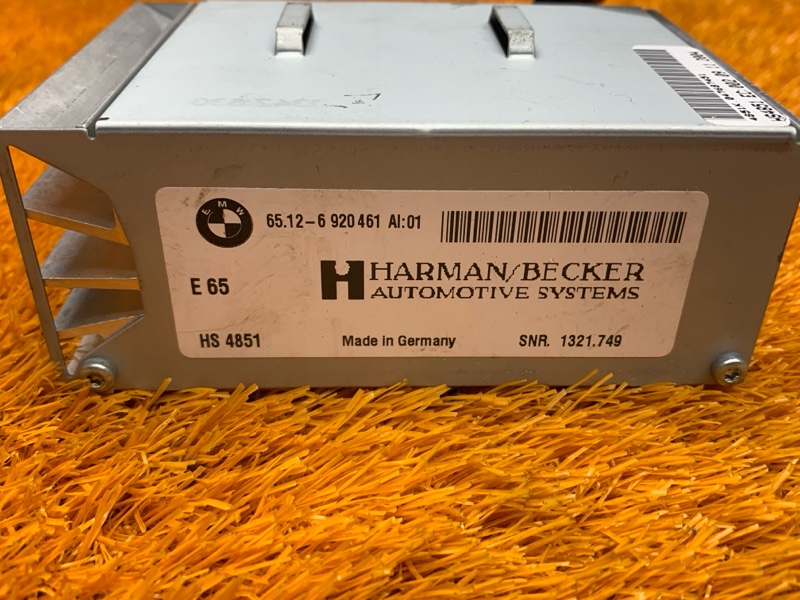 BMW
65.12-6 920 461 AI:01
E 65
HARMAN/BECKER
AUTOMOTIVE SYSTEMS
HS 4851
Made in Germany
SNR. 1321.749